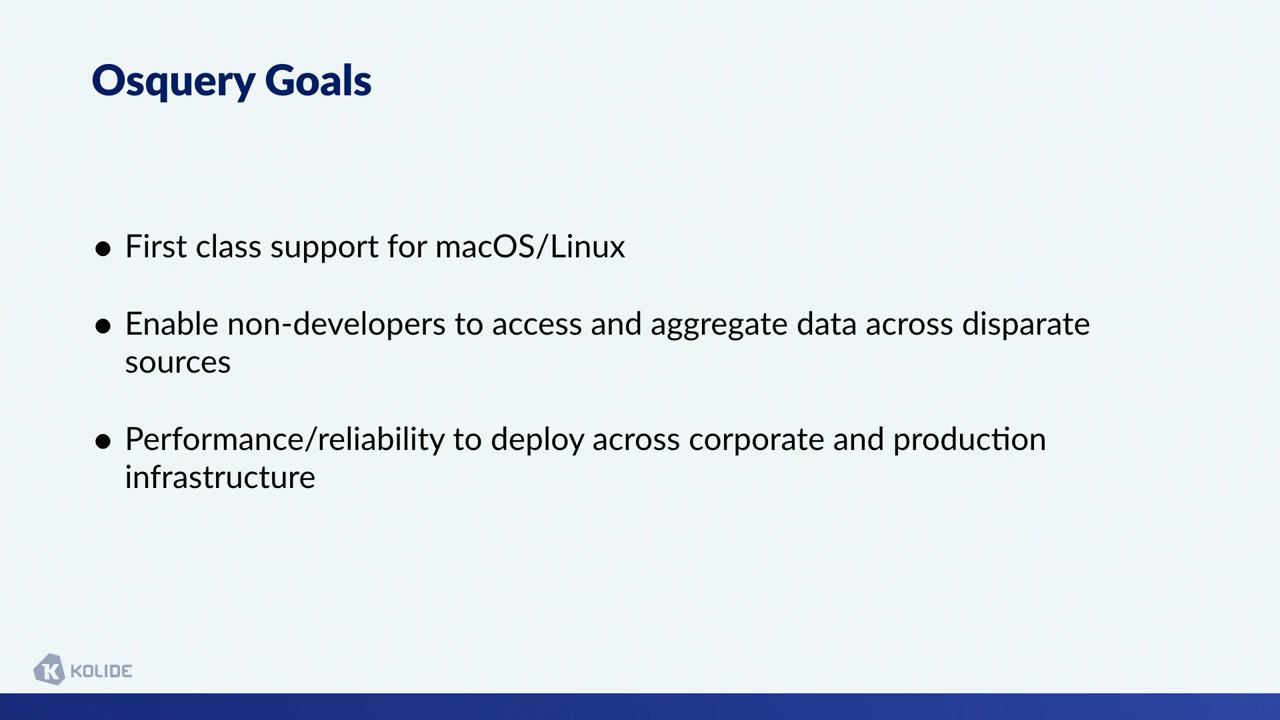 Osquery Goals
● First class support for macOS/Linux
● Enable non-developers to access and aggregate data across disparate
sources
● Performance/reliability to deploy across corporate and production
infrastructure
KOLIDE